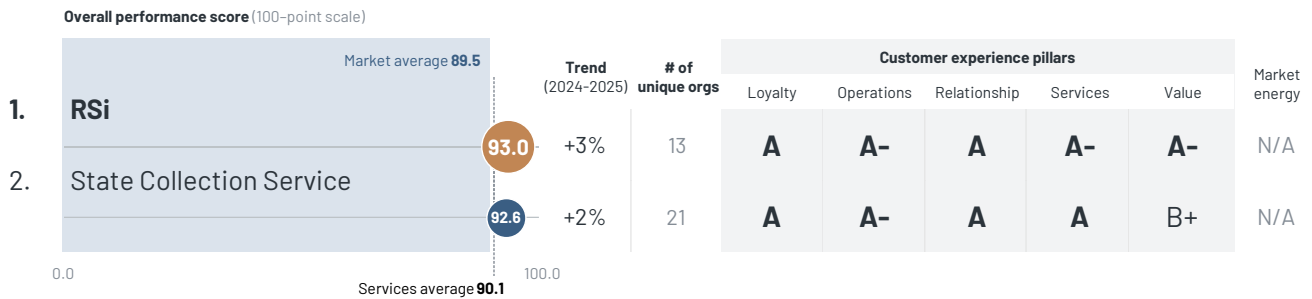 Overall performance score (100-point scale)
Market average 89.5
Trend
(2024-2025)
# of
unique orgs
Customer experience pillars
Loyalty Operations Relationship Services Value
Market
energy
1. RSi
93.0 +3% 13 A A- A A- A- N/A
2. State Collection Service
92.6 +2% 21 A A- A A B+ N/A
0.0 100.0
Services average 90.1